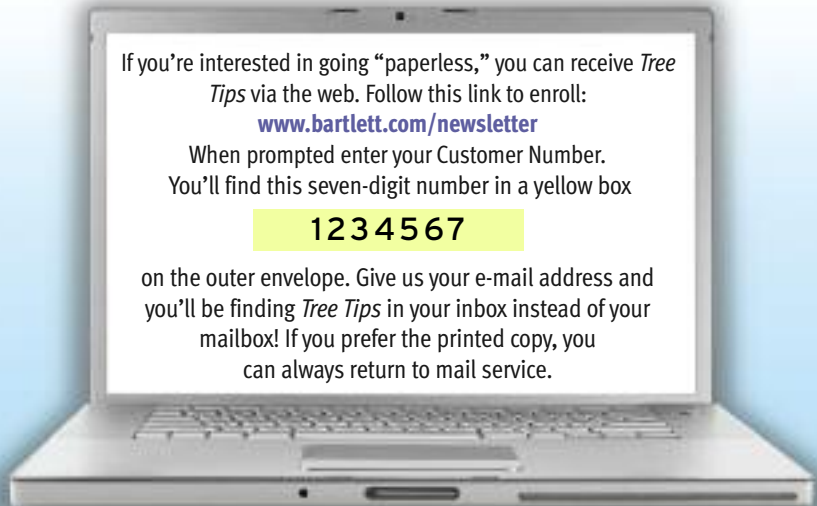 If you’re interested in going “paperless,” you can receive Tree
Tips via the web. Follow this link to enroll:
www.bartlett.com/newsletter
When prompted enter your Customer Number.
You’ll find this seven-digit number in a yellow box
1234567
on the outer envelope. Give us your e-mail address and
you’ll be finding Tree Tips in your inbox instead of your
mailbox! If you prefer the printed copy, you
can always return to mail service.